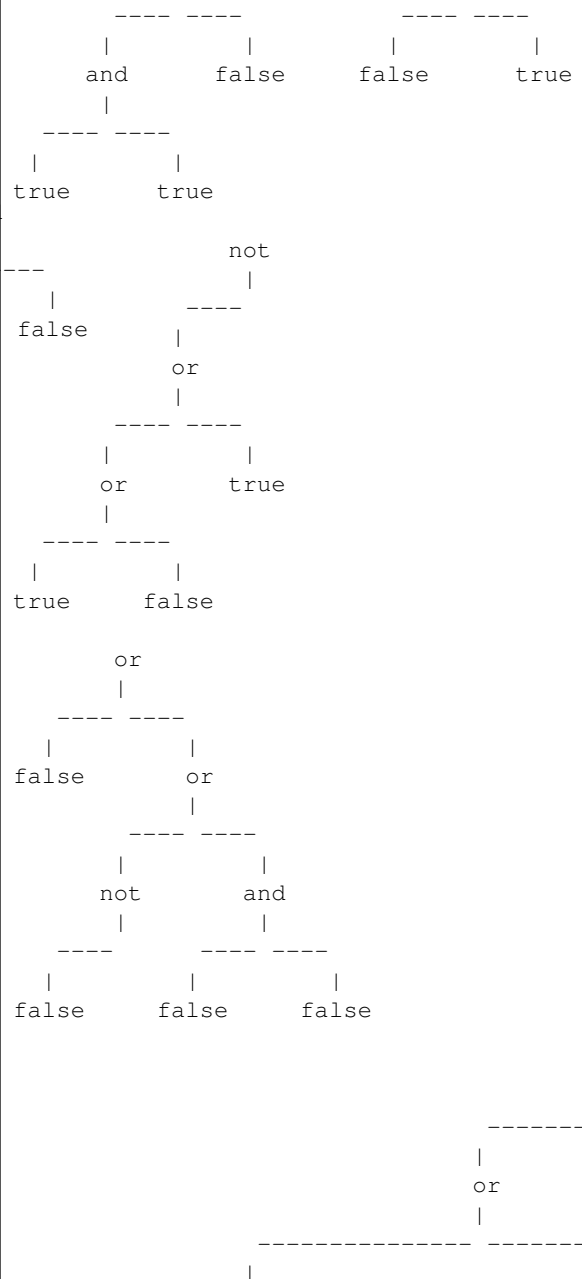 ---- ---- ---- ----
| | | |
and false false true
|
---- ----
| |
true true
not
---
|
| ----
false |
or
|
---- ----
| |
or true
|
---- ----
| |
true false
or
|
---- ----
| |
false or
|
---- ----
| |
not and
| |
---- ---- ----
| | |
false false false
-------
|
or
|
--------------- -------
|